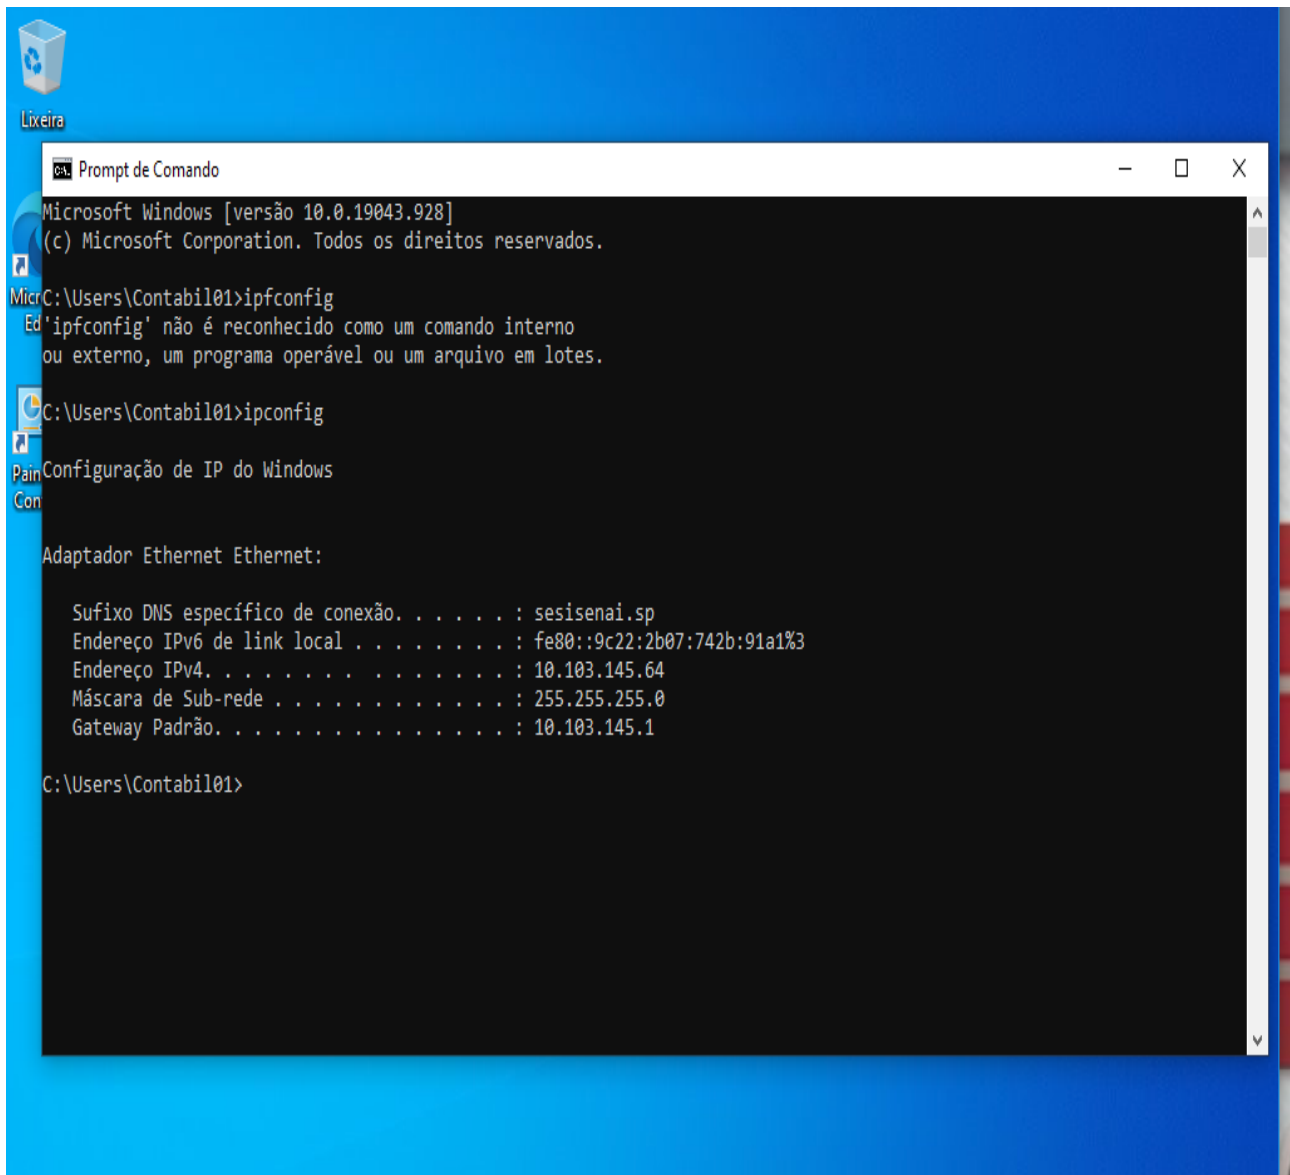 Lixeira
Prompt de Comando
Microsoft Windows [versão 10.0.19043.928]
(c) Microsoft Corporation. Todos os direitos reservados.
Micr
Ed
C:\Users\Contabil01>ipfconfig
'ipfconfig' não é reconhecido como um comando interno
ou externo, um programa operável ou um arquivo em lotes.
C:\Users\Contabil01>ipconfig
Pain
Con
Configuração de IP do Windows
Adaptador Ethernet Ethernet:
Sufixo DNS específico de conexão. . . . . . : sesisenai.sp
Endereço IPv6 de link local . . . . . . . . : fe80::9c22:2b07:742b:91a1%3
Endereço IPv4. . . . . . . . . . . . . . . : 10.103.145.64
Máscara de Sub-rede . . . . . . . . . . . . : 255.255.255.0
Gateway Padrão. . . . . . . . . . . . . . . : 10.103.145.1
C:\Users\Contabil01>